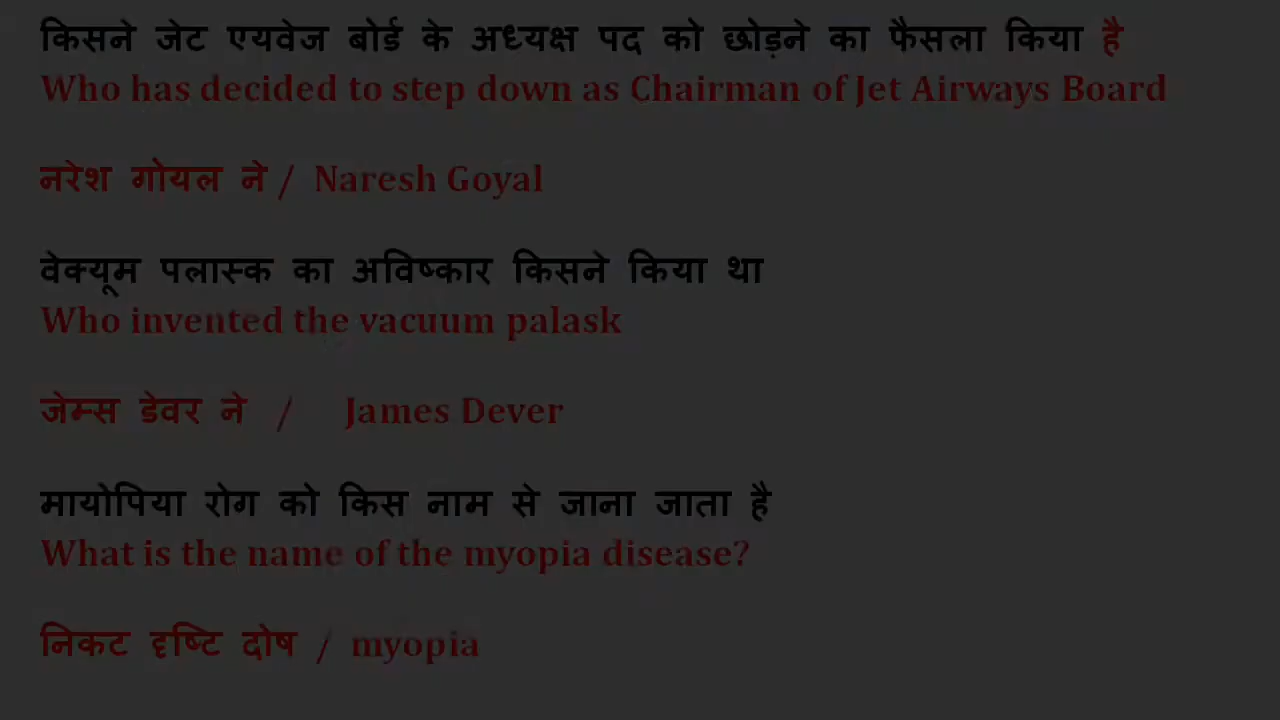 किसने जेट एयवेज बोर्ड के अध्यक्ष पद को छोड़ने का फैसला किया है
Who has decided to step down as Chairman of Jet Airways Board
नरेश गोयल ने / Naresh Goyal
वेक्यूम पलास्क का अविष्कार किसने किया था
Who invented the vacuum palask
जेम्स डेवर ने / James Dever
मायोपिया रोग को किस नाम से जाना जाता है
What is the name of the myopia disease?
निकट दृष्टि दोष / myopia